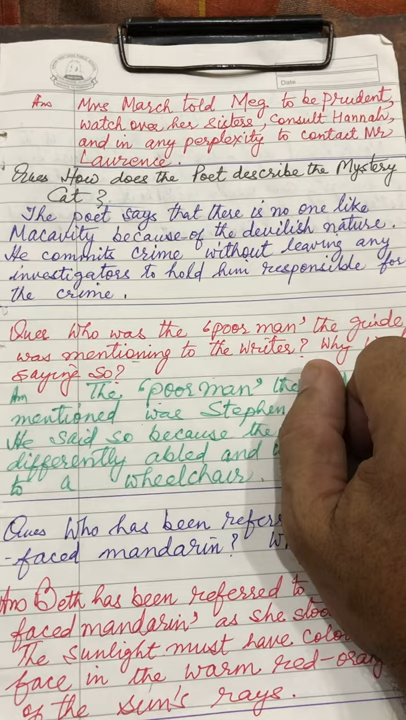 Date
Ans Mrs March told Meg to be prudent,
watch over her sisters, consult Hannah,
and in any perplexity to contact Mr
Laurence.
Ques How does the Poet describe the Mystery
Cat ?
The poet says that there is no one like
Macavity because of the devilish nature.
He commits crime without leaving any
investigators to hold him responsible for
the crime.
Ques Who was the 'poor man' the guide
was mentioning to the writer? Why
saying so?
Ans The 'poor man' the
mentioned was Stephen
He said so because the
differently abled and
to a wheelchair.
Ques Who has been refer
-faced mandarin?
Ans Beth has been referred to
faced mandarin' as she stoo
The sunlight must have colo
face in the warm red-oran
of the sun's rays.